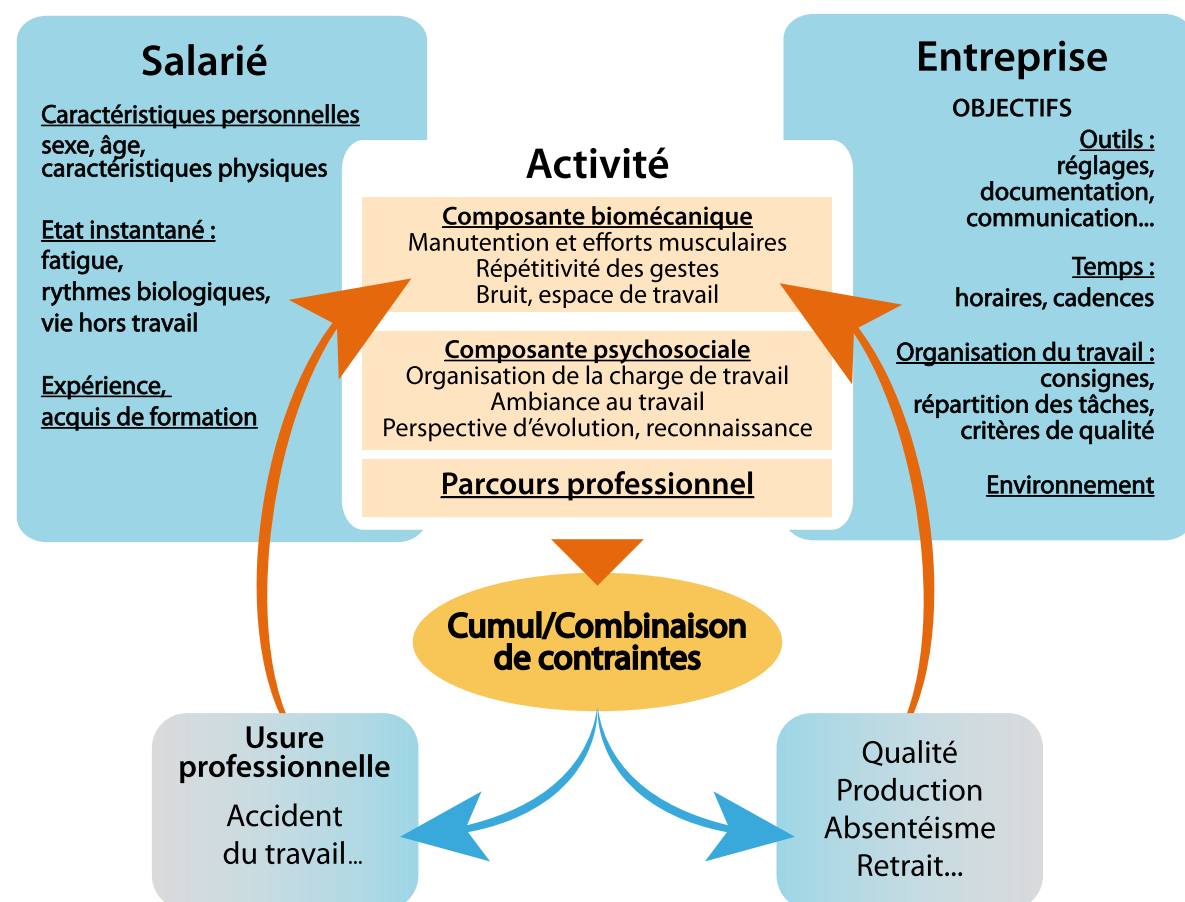 Salarié
Caractéristiques personnelles
sexe, âge,
caractéristiques physiques
Etat instantané :
fatigue,
rythmes biologiques,
vie hors travail
Expérience,
acquis de formation
Activité
Composante biomécanique
Manutention et efforts musculaires
Répétitivité des gestes
Bruit, espace de travail
Composante psychosociale
Organisation de la charge de travail
Ambiance au travail
Perspective d’évolution, reconnaissance
Parcours professionnel
Entreprise
OBJECTIFS
Outils :
réglages,
documentation,
communication...
Temps :
horaires, cadences
Organisation du travail :
consignes,
répartition des tâches,
critères de qualité
Environnement
Cumul/Combinaison
de contraintes
Usure
professionnelle
Accident
du travail...
Qualité
Production
Absentéisme
Retrait...